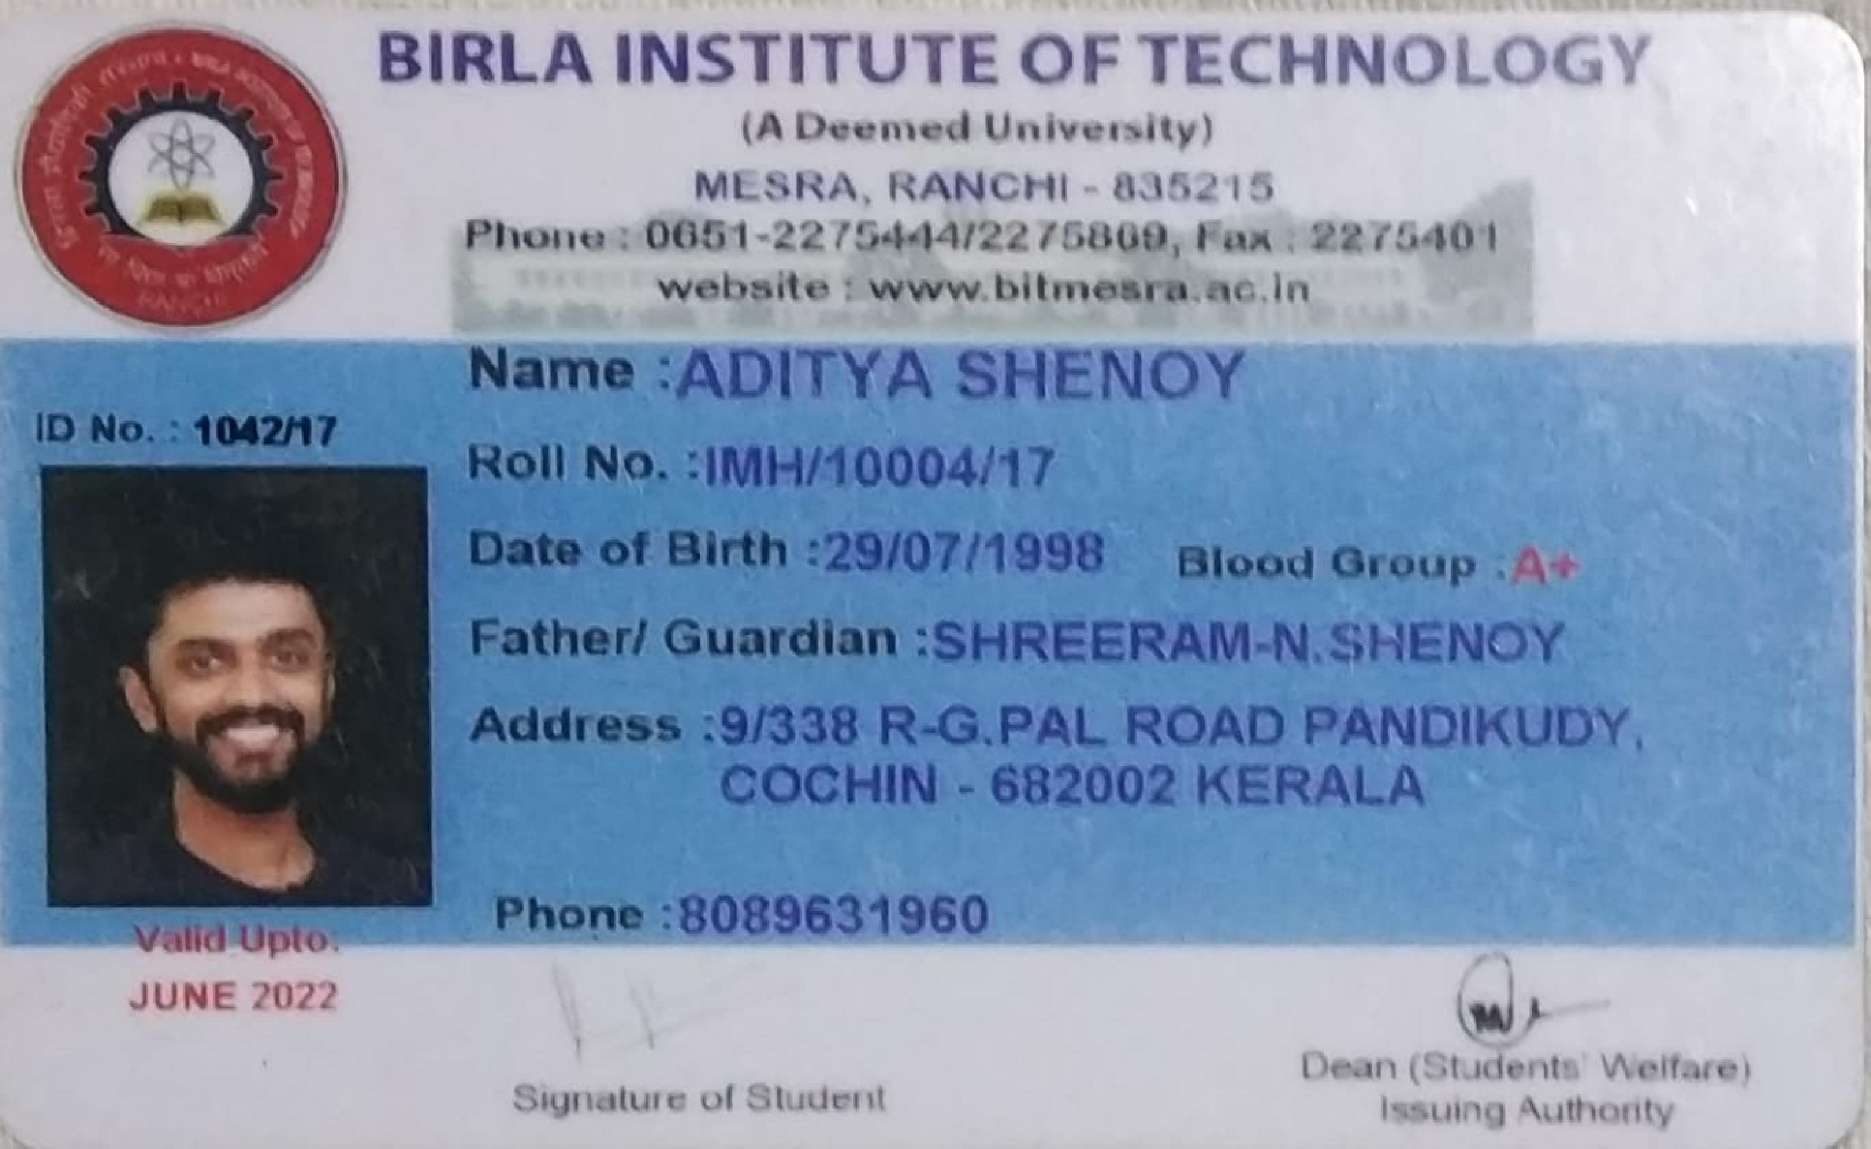 BIRLA INSTITUTE OF TECHNOLOGY
(A Deemed University)
MESRA, RANCHI - 835215
Phone : 0651-2275444/2275869, Fax : 2275401
website : www.bitmesra.ac.in
RANCHI
Name :ADITYA SHENOY
ID No. : 1042/17
Roll No. :IMH/10004/17
Date of Birth :29/07/1998 Blood Group :A+
Father/ Guardian :SHREERAM-N.SHENOY
Address :9/338 R-G.PAL ROAD PANDIKUDY,
COCHIN - 682002 KERALA
Phone :8089631960
Valid Upto.
JUNE 2022
Signature of Student
Dean (Students' Welfare)
Issuing Authority